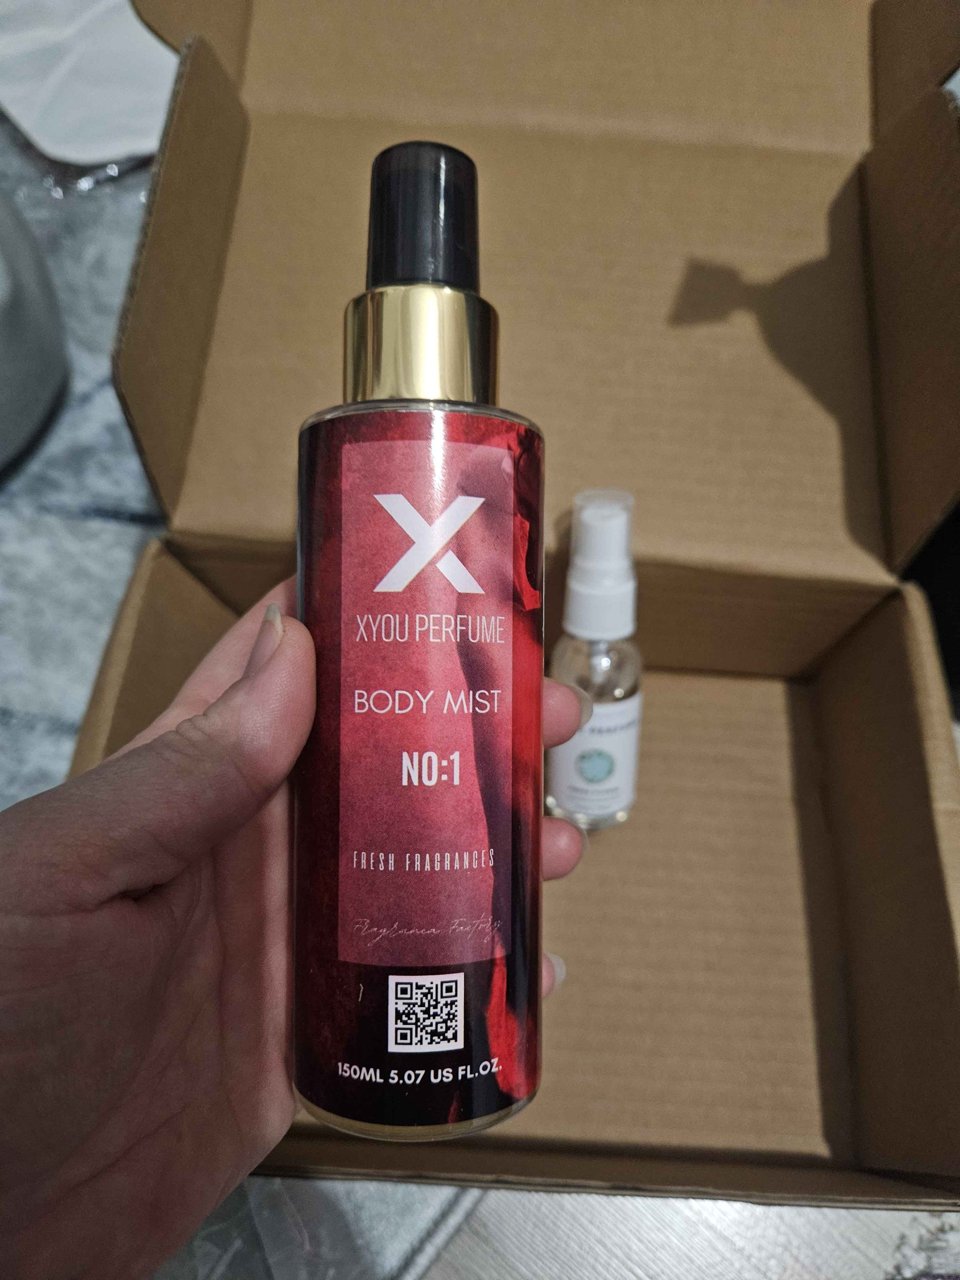 X
XYOU PERFUME
BODY MIST
NO:1
FRESH FRAGRANCES
Fragrance Factory
150ML 5.07 US FL.OZ.